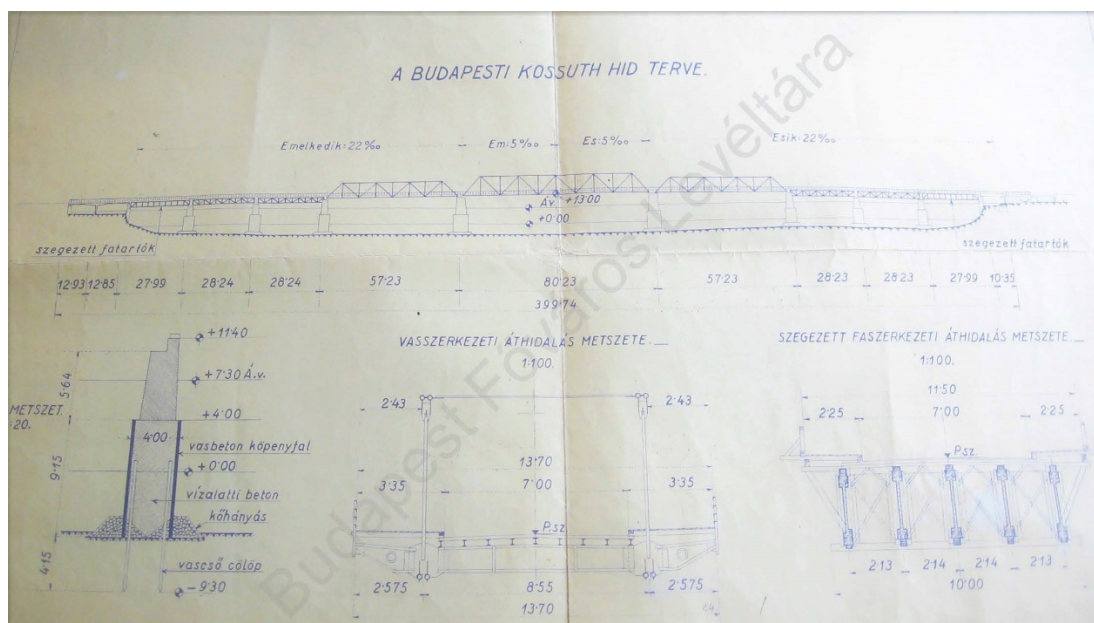 A BUDAPESTI KOSSUTH HID TERVE.
Emelkedik: 22‰ Em: 5‰ Es: 5‰ Esik: 22‰
Á.v. +13·00
+0·00
szegezett fatartók szegezett fatartók
12·93 12·85 27·99 28·24 28·24 57·23 80·23 57·23 28·23 28·23 27·99 10·35
399·74
METSZET.
:20.
+11·40
+7·30 Á.v.
+4·00
4·00
vasbeton köpenyfal
+0·00
vízalatti beton
kőhányás
vascső cölöp
-9·30
5·64
9·15
4·15
VASSZERKEZETI ÁTHIDALÁS METSZETE.
1:100.
2·43 2·43
13·70
3·35 7·00 3·35
P.sz.
2·575 8·55 2·575
13·70
SZEGEZETT FASZERKEZETI ÁTHIDALÁS METSZETE.
1:100.
11·50
2·25 7·00 2·25
P.sz.
2·13 2·14 2·14 2·13
10·00
Budapest Főváros Levéltára